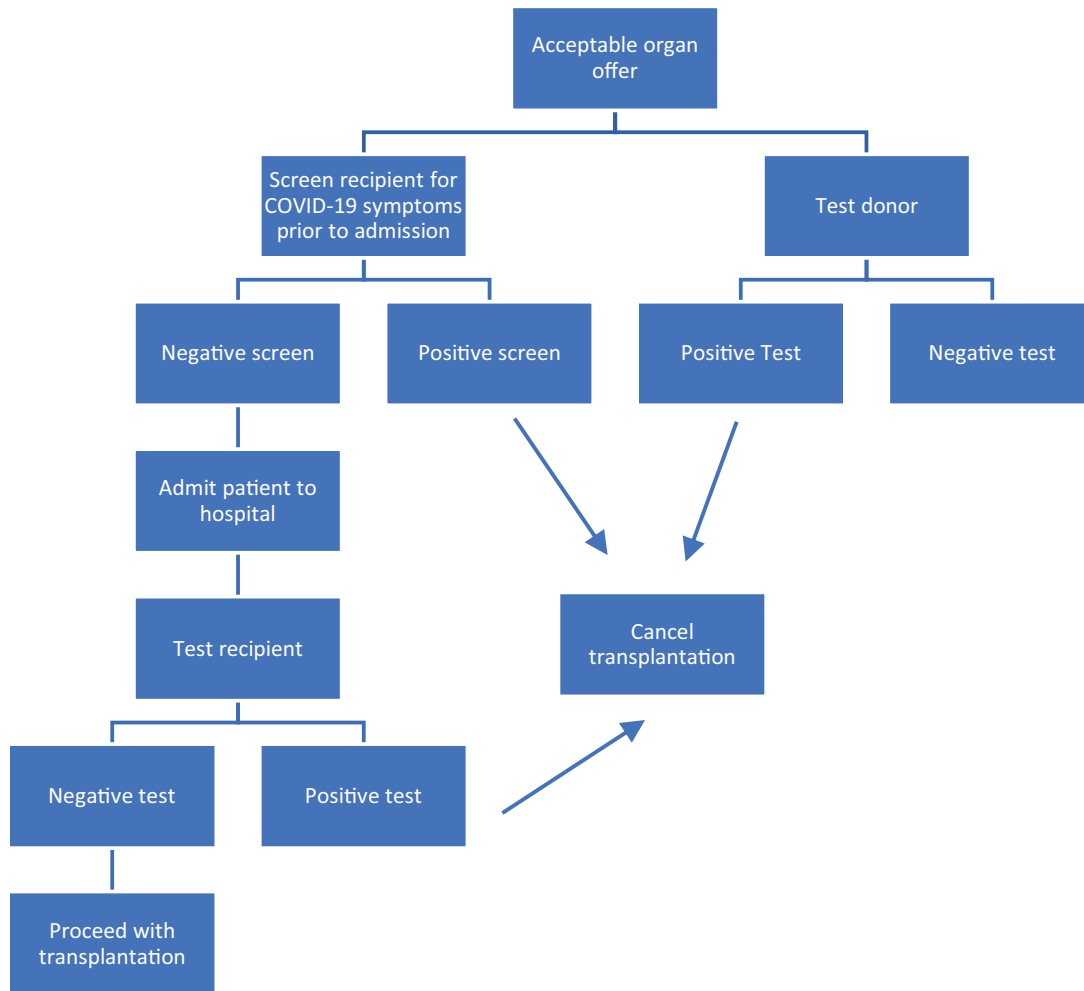 Acceptable organ
offer
Screen recipient for
COVID-19 symptoms
prior to admission
Test donor
Negative screen
Positive screen
Positive Test
Negative test
Admit patient to
hospital
Test recipient
Cancel
transplantation
Negative test
Positive test
Proceed with
transplantation